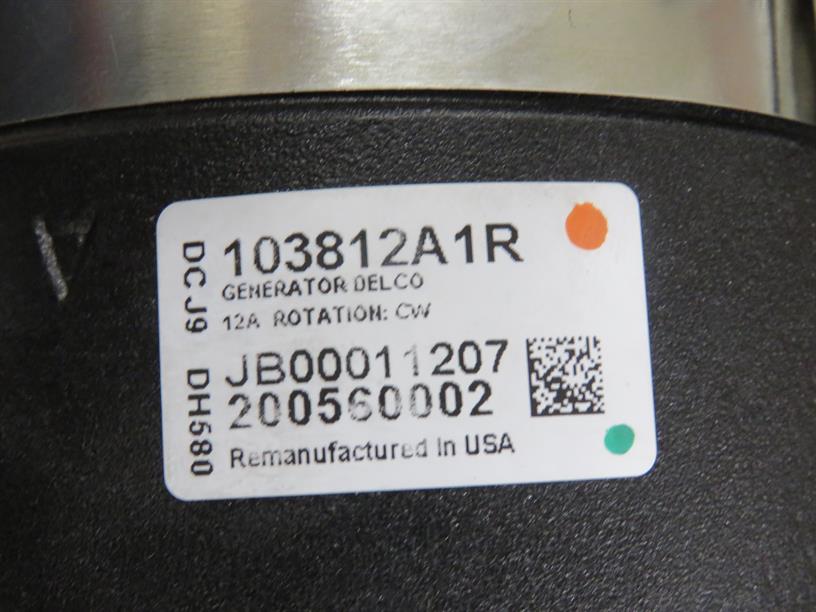 103812A1R
GENERATOR DELCO
12A ROTATION: CW
JB00011207
200560002
Remanufactured In USA
DC J9 DH580